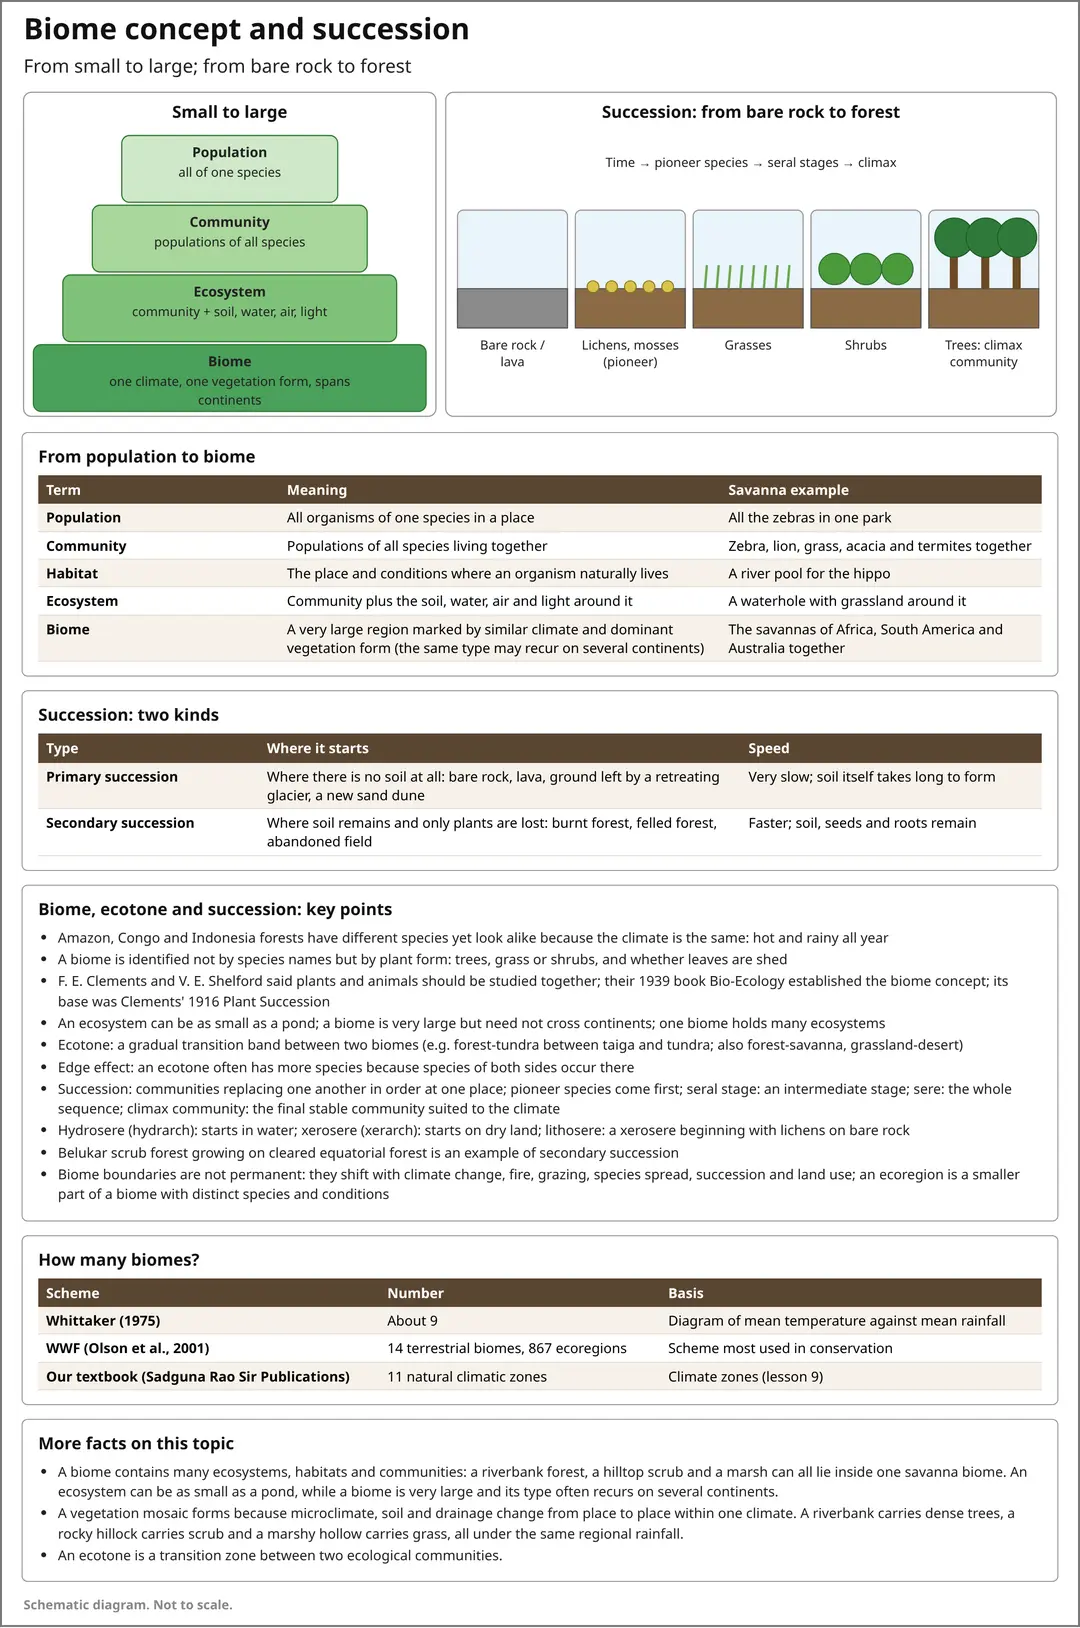 Biome concept and succession
From small to large; from bare rock to forest
Small to large
Population
all of one species
Community
populations of all species
Ecosystem
community + soil, water, air, light
Biome
one climate, one vegetation form, spans
continents
Succession: from bare rock to forest
Time → pioneer species → seral stages → climax
Bare rock /
lava
Lichens, mosses
(pioneer)
Grasses
Shrubs
Trees: climax
community
From population to biome
Term Meaning Savanna example
Population All organisms of one species in a place All the zebras in one park
Community Populations of all species living together Zebra, lion, grass, acacia and termites together
Habitat The place and conditions where an organism naturally lives A river pool for the hippo
Ecosystem Community plus the soil, water, air and light around it A waterhole with grassland around it
Biome A very large region marked by similar climate and dominant The savannas of Africa, South America and
vegetation form (the same type may recur on several continents) Australia together
Succession: two kinds
Type Where it starts Speed
Primary succession Where there is no soil at all: bare rock, lava, ground left by a retreating Very slow; soil itself takes long to form
glacier, a new sand dune
Secondary succession Where soil remains and only plants are lost: burnt forest, felled forest, Faster; soil, seeds and roots remain
abandoned field
Biome, ecotone and succession: key points
• Amazon, Congo and Indonesia forests have different species yet look alike because the climate is the same: hot and rainy all year
• A biome is identified not by species names but by plant form: trees, grass or shrubs, and whether leaves are shed
• F. E. Clements and V. E. Shelford said plants and animals should be studied together; their 1939 book Bio-Ecology established the biome concept; its
base was Clements' 1916 Plant Succession
• An ecosystem can be as small as a pond; a biome is very large but need not cross continents; one biome holds many ecosystems
• Ecotone: a gradual transition band between two biomes (e.g. forest-tundra between taiga and tundra; also forest-savanna, grassland-desert)
• Edge effect: an ecotone often has more species because species of both sides occur there
• Succession: communities replacing one another in order at one place; pioneer species come first; seral stage: an intermediate stage; sere: the whole
sequence; climax community: the final stable community suited to the climate
• Hydrosere (hydrarch): starts in water; xerosere (xerarch): starts on dry land; lithosere: a xerosere beginning with lichens on bare rock
• Belukar scrub forest growing on cleared equatorial forest is an example of secondary succession
• Biome boundaries are not permanent: they shift with climate change, fire, grazing, species spread, succession and land use; an ecoregion is a smaller
part of a biome with distinct species and conditions
How many biomes?
Scheme Number Basis
Whittaker (1975) About 9 Diagram of mean temperature against mean rainfall
WWF (Olson et al., 2001) 14 terrestrial biomes, 867 ecoregions Scheme most used in conservation
Our textbook (Sadguna Rao Sir Publications) 11 natural climatic zones Climate zones (lesson 9)
More facts on this topic
• A biome contains many ecosystems, habitats and communities: a riverbank forest, a hilltop scrub and a marsh can all lie inside one savanna biome. An
ecosystem can be as small as a pond, while a biome is very large and its type often recurs on several continents.
• A vegetation mosaic forms because microclimate, soil and drainage change from place to place within one climate. A riverbank carries dense trees, a
rocky hillock carries scrub and a marshy hollow carries grass, all under the same regional rainfall.
• An ecotone is a transition zone between two ecological communities.
Schematic diagram. Not to scale.